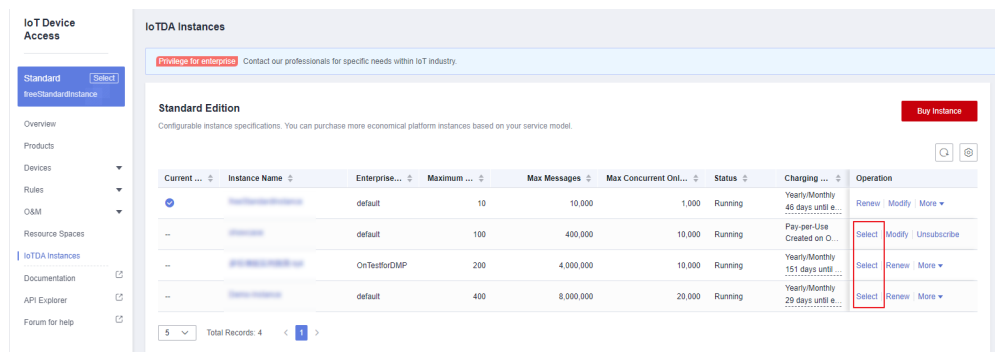 IoT Device
Access
Standard Select
freeStandardInstance
Overview
Products
Devices
Rules
O&M
Resource Spaces
IoTDA Instances
Documentation
API Explorer
Forum for help
IoTDA Instances
Privilege for enterprise Contact our professionals for specific needs within IoT industry.
Standard Edition
Buy Instance
Configurable instance specifications. You can purchase more economical platform instances based on your service model.
Current ... Instance Name Enterprise... Maximum ... Max Messages Max Concurrent Onl... Status Charging ... Operation
default 10 10,000 1,000 Running Yearly/Monthly Renew Modify More
46 days until e...
default 100 400,000 10,000 Running Pay-per-Use Select Modify Unsubscribe
Created on O...
OnTestforDMP 200 4,000,000 10,000 Running Yearly/Monthly Select Renew More
151 days until ...
default 400 8,000,000 20,000 Running Yearly/Monthly Select Renew More
29 days until e...
5 Total Records: 4 < 1 >